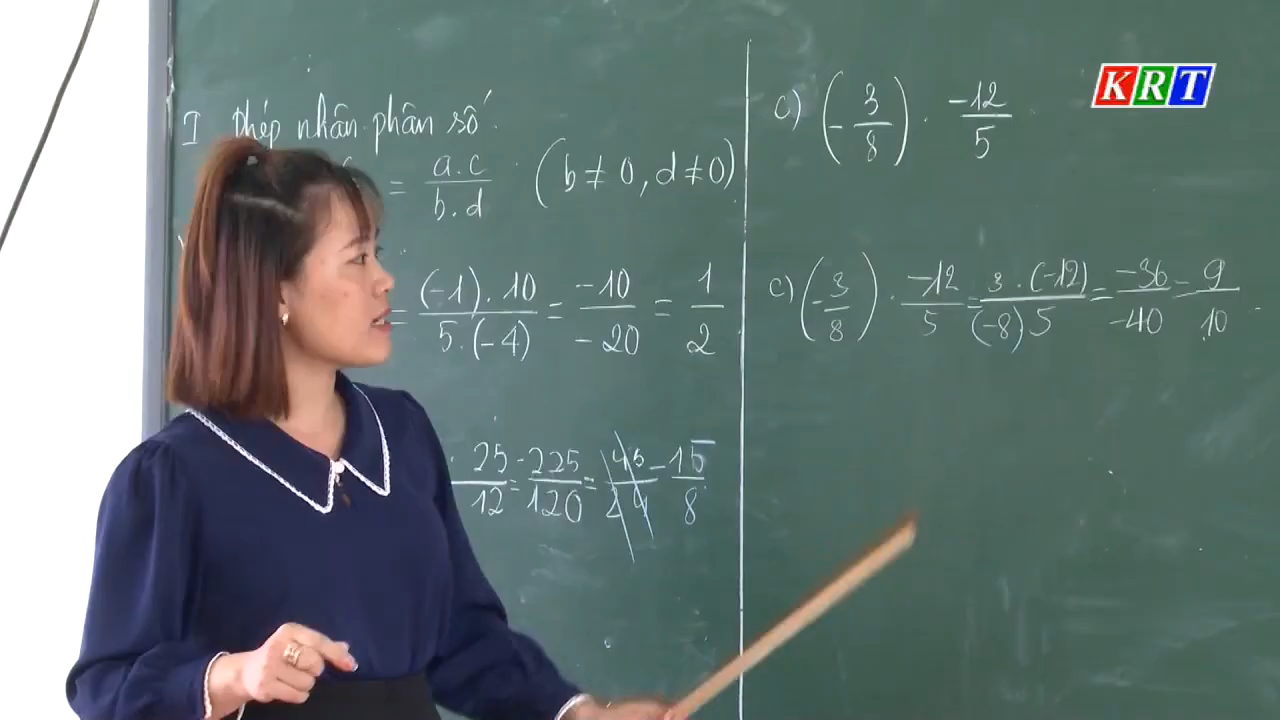 I phép nhân phân số.
= a.c / b.d (b ≠ 0, d ≠ 0)
= (-1).10 / 5.(-4) = -10 / -20 = 1 / 2
. 25 / 12 = 225 / 120 = 45 / 24 = 15 / 8
KRT
c) (- 3 / 8) . -12 / 5
c) (- 3 / 8) . -12 / 5 = 3.(-12) / (-8)5 = -36 / -40 = 9 / 10